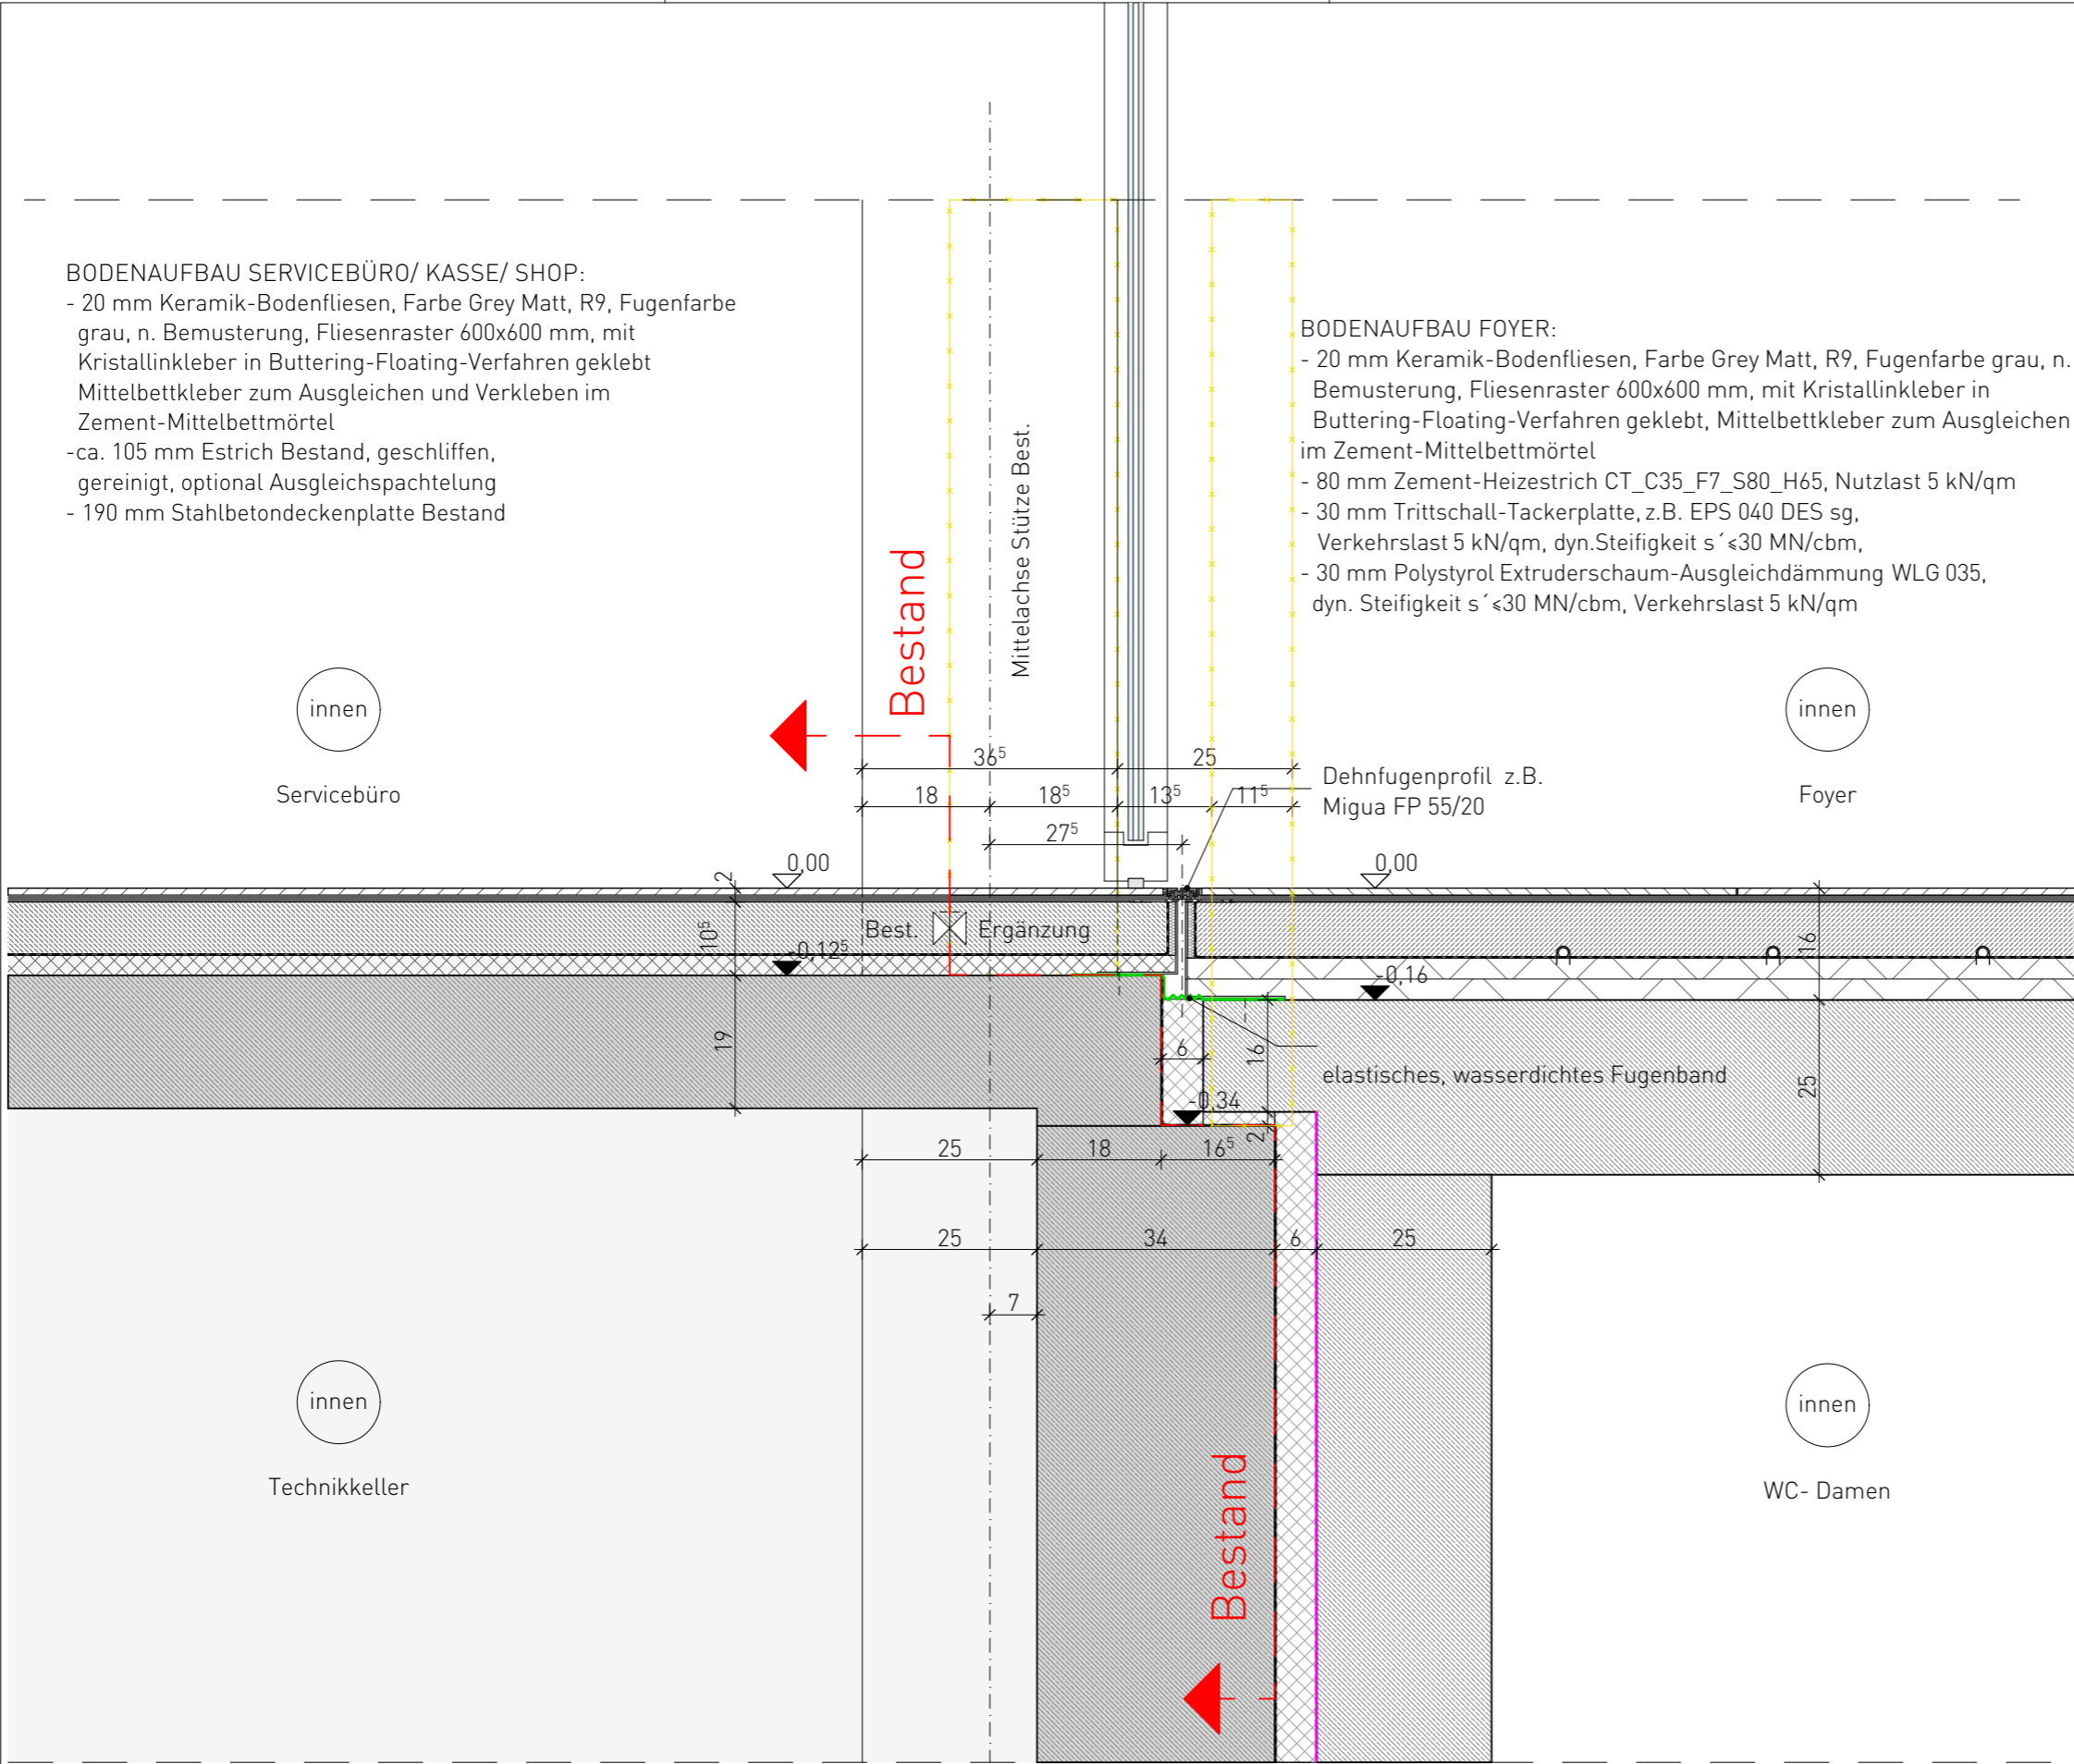 BODENAUFBAU SERVICEBÜRO/ KASSE/ SHOP:
- 20 mm Keramik-Bodenfliesen, Farbe Grey Matt, R9, Fugenfarbe
grau, n. Bemusterung, Fliesenraster 600x600 mm, mit
Kristallinkleber in Buttering-Floating-Verfahren geklebt
Mittelbettkleber zum Ausgleichen und Verkleben im
Zement-Mittelbettmörtel
-ca. 105 mm Estrich Bestand, geschliffen,
gereinigt, optional Ausgleichspachtelung
- 190 mm Stahlbetondeckenplatte Bestand
BODENAUFBAU FOYER:
- 20 mm Keramik-Bodenfliesen, Farbe Grey Matt, R9, Fugenfarbe grau, n.
Bemusterung, Fliesenraster 600x600 mm, mit Kristallinkleber in
Buttering-Floating-Verfahren geklebt, Mittelbettkleber zum Ausgleichen
im Zement-Mittelbettmörtel
- 80 mm Zement-Heizestrich CT_C35_F7_S80_H65, Nutzlast 5 kN/qm
- 30 mm Trittschall-Tackerplatte, z.B. EPS 040 DES sg,
Verkehrslast 5 kN/qm, dyn.Steifigkeit s´≤30 MN/cbm,
- 30 mm Polystyrol Extruderschaum-Ausgleichdämmung WLG 035,
dyn. Steifigkeit s´≤30 MN/cbm, Verkehrslast 5 kN/qm
Mittelachse Stütze Best.
Bestand
innen
Servicebüro
innen
Foyer
36⁵ 25
18 18⁵ 13⁵ 11⁵
27⁵
Dehnfugenprofil z.B.
Migua FP 55/20
0,00
0,00
2
10⁵
19
Best. Ergänzung
-0,12⁵
-0,16
16
25
6
16
2
elastisches, wasserdichtes Fugenband
-0,34
25 18 16⁵
25 34 6 25
7
innen
Technikkeller
Bestand
innen
WC- Damen